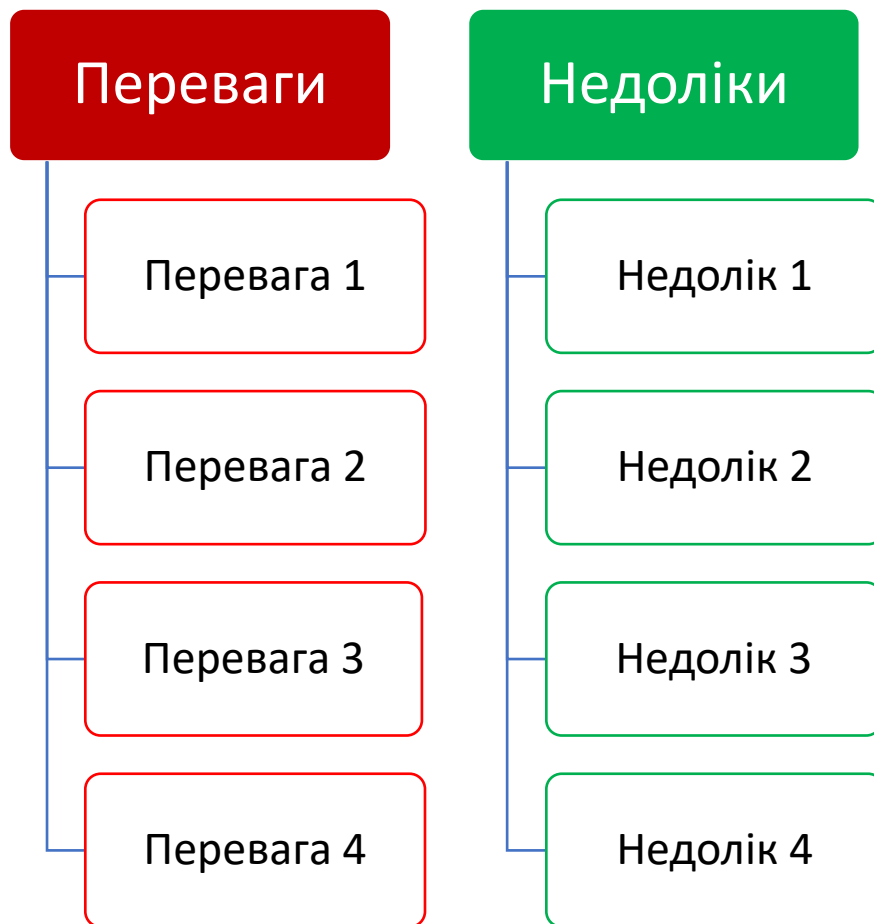 Переваги
Перевага 1
Перевага 2
Перевага 3
Перевага 4
Недоліки
Недолік 1
Недолік 2
Недолік 3
Недолік 4